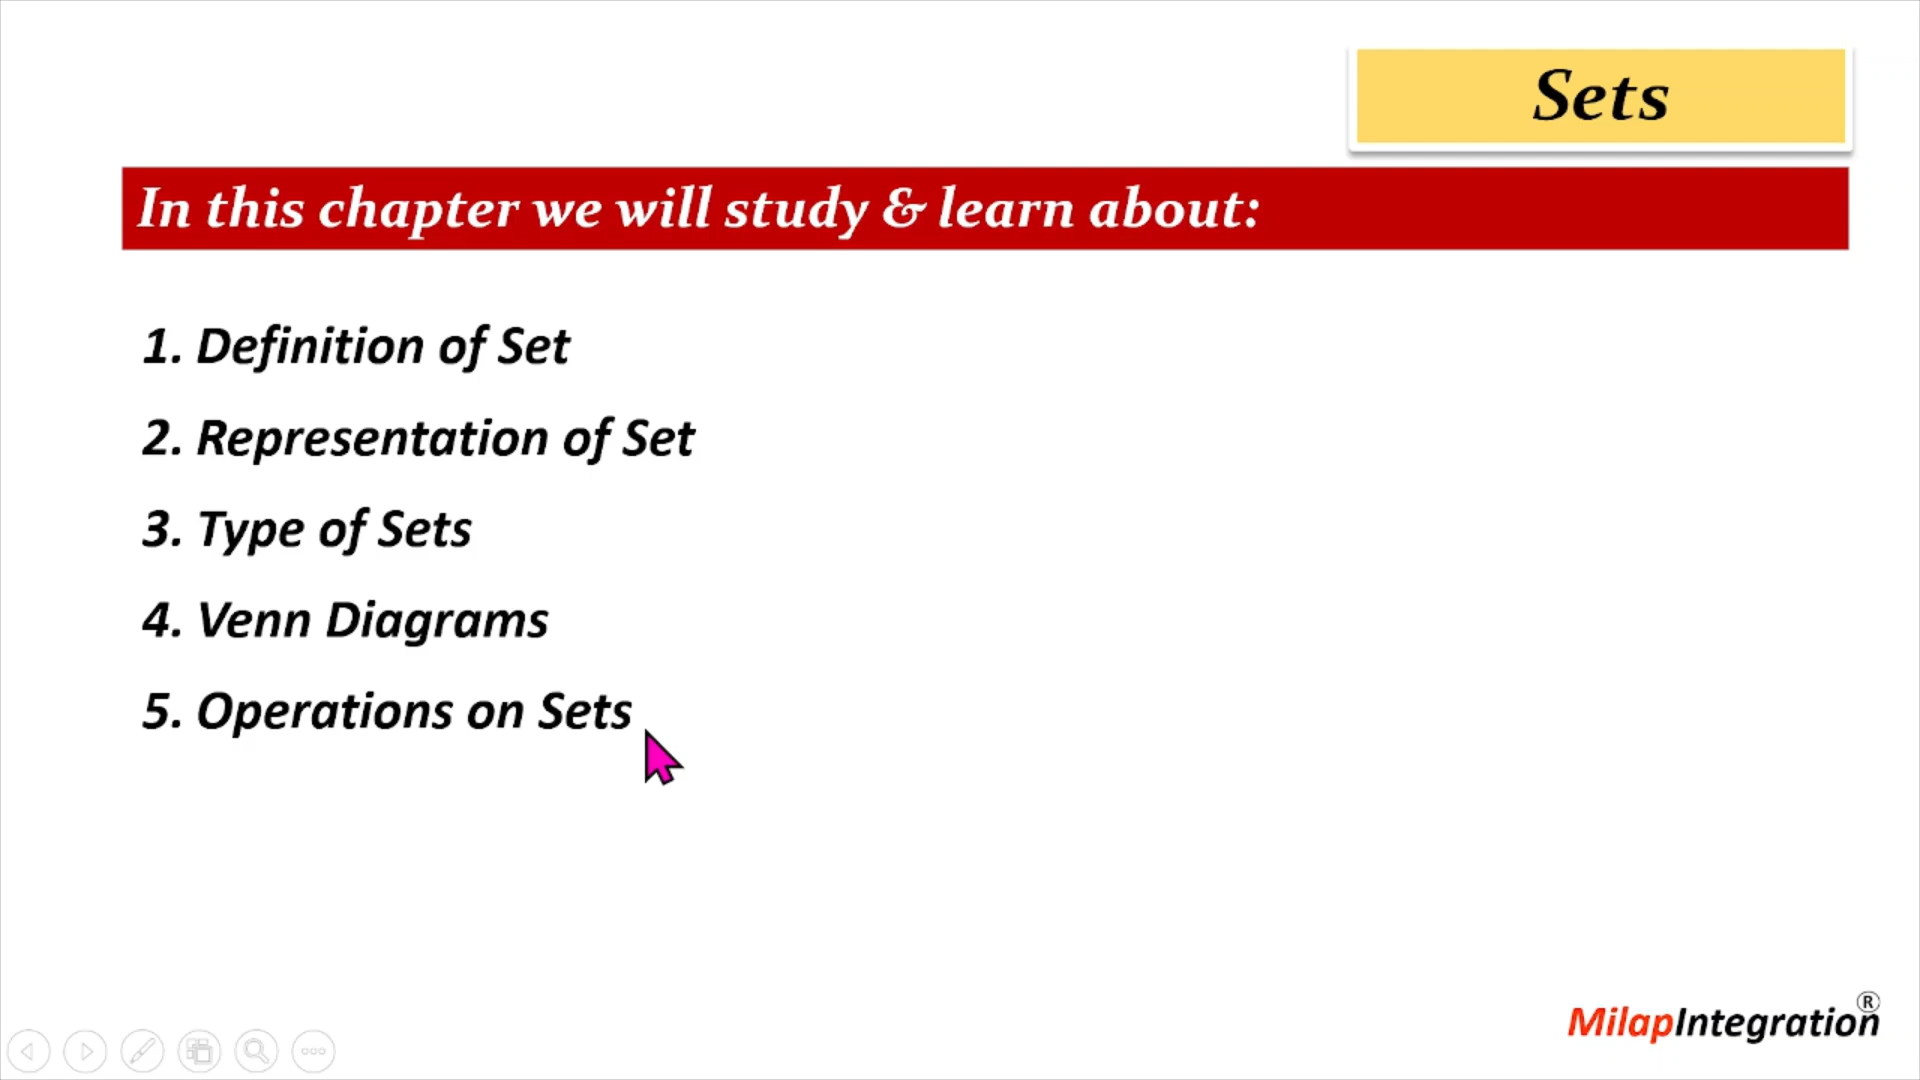 Sets
In this chapter we will study & learn about:
1. Definition of Set
2. Representation of Set
3. Type of Sets
4. Venn Diagrams
5. Operations on Sets
MilapIntegration®